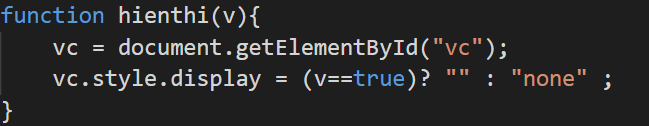 function hienthi(v){
    vc = document.getElementById("vc");
    vc.style.display = (v==true)? "" : "none" ;
}